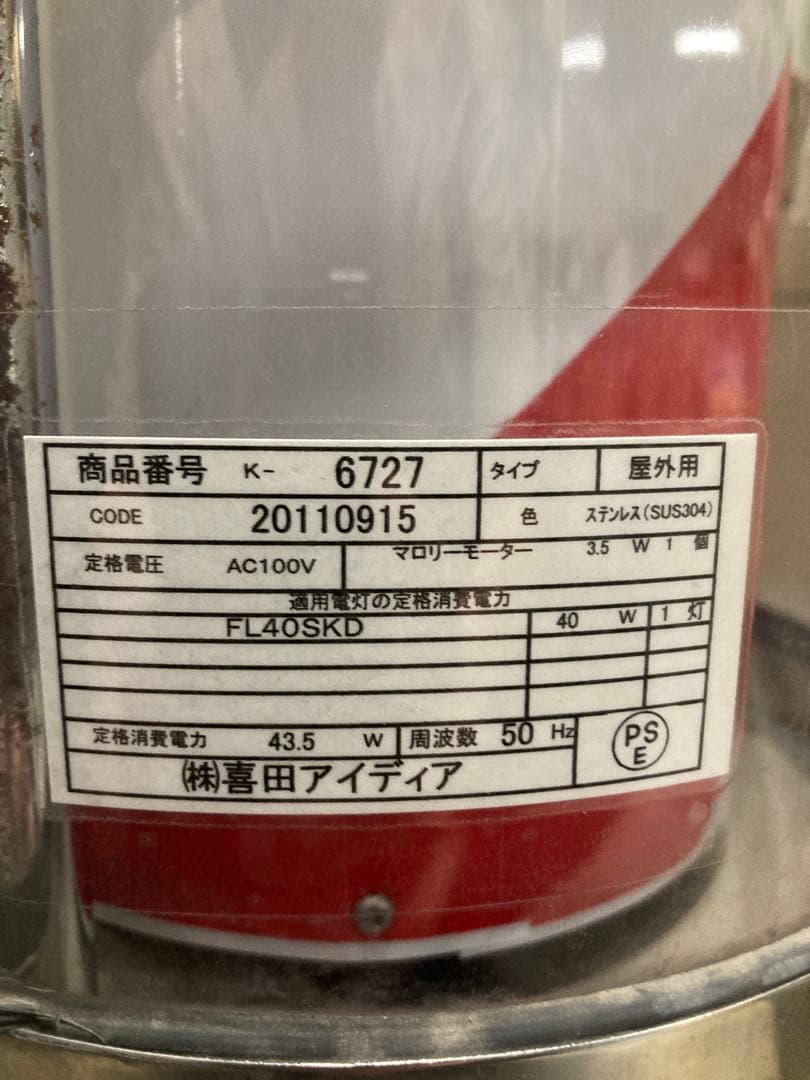 商品番号 K- 6727 タイプ 屋外用
CODE 20110915 色 ステンレス(SUS304)
定格電圧 AC100V マロリーモーター 3.5 W 1 個
適用電灯の定格消費電力
FL40SKD 40 W 1 灯
定格消費電力 43.5 W 周波数 50 Hz
㈱喜田アイディア PSE